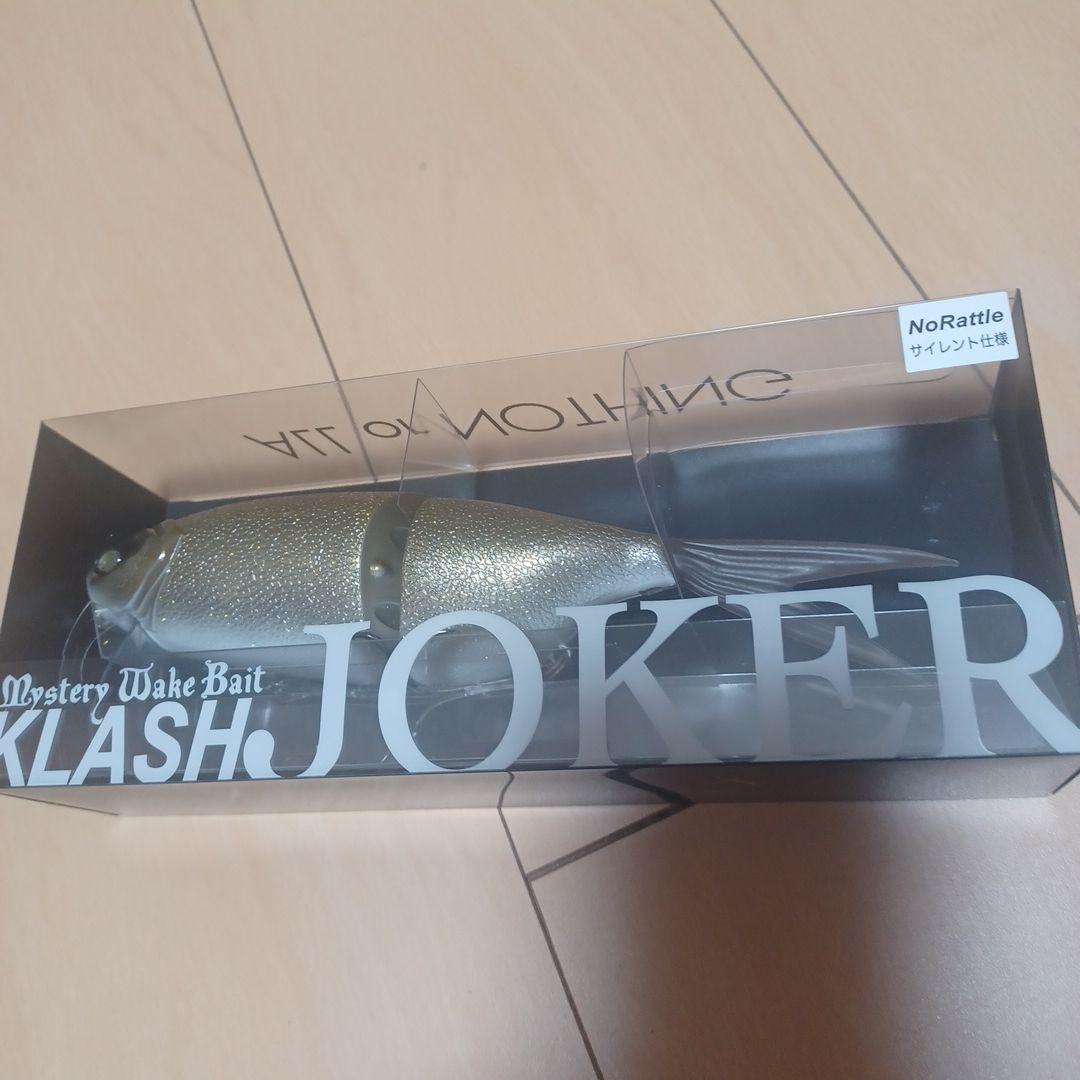 NoRattle
サイレント仕様
ALL or NOTHING
Mystery Wake Bait
KLASH JOKER